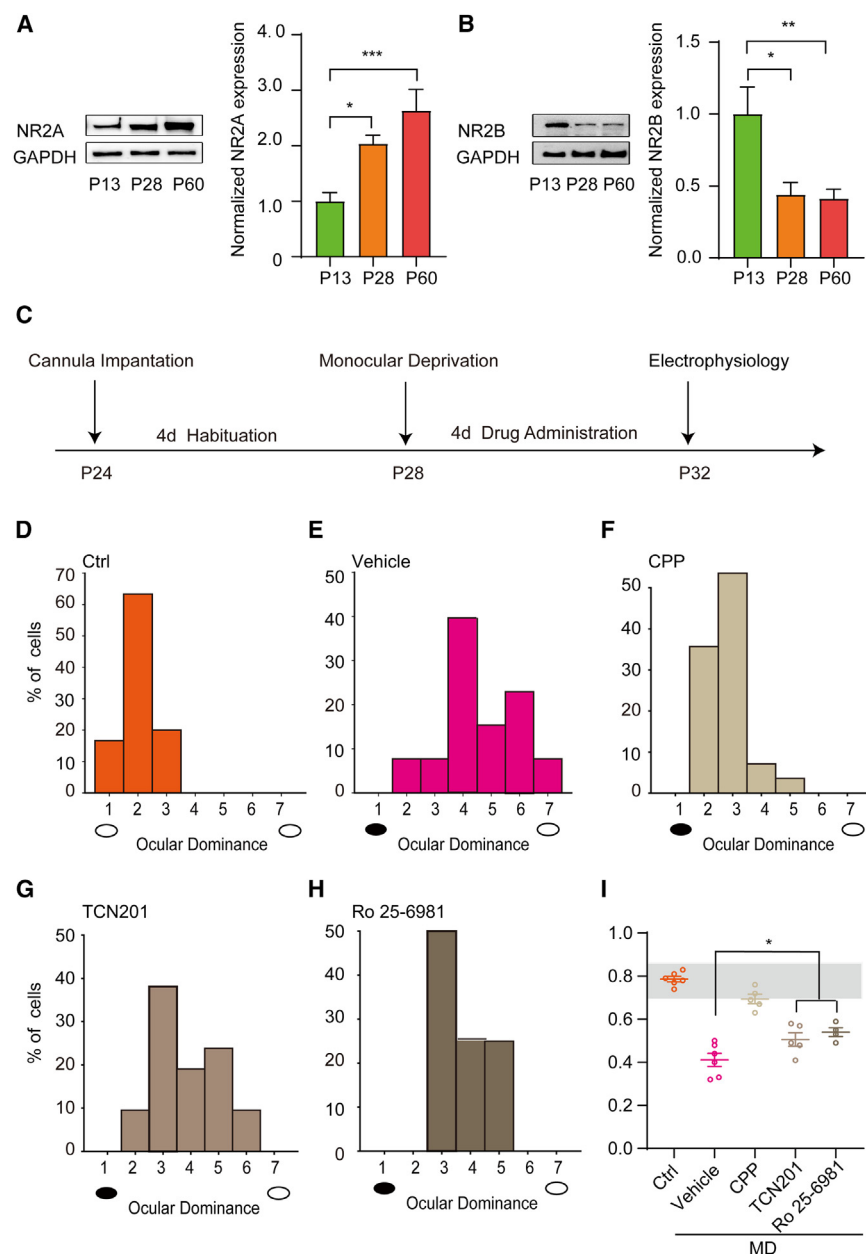 A
NR2A
GAPDH
P13 P28 P60
Normalized NR2A expression
4.0
3.0
2.0
1.0
0
***
*
P13 P28 P60
B
NR2B
GAPDH
P13 P28 P60
Normalized NR2B expression
1.5
1.0
0.5
0.0
**
*
P13 P28 P60
C
Cannula Impantation
Monocular Deprivation
Electrophysiology
4d Habituation
4d Drug Administration
P24
P28
P32
D
Ctrl
% of cells
70
60
50
40
30
20
10
0
1 2 3 4 5 6 7
Ocular Dominance
E
Vehicle
50
40
30
20
10
0
1 2 3 4 5 6 7
Ocular Dominance
F
CPP
50
40
30
20
10
0
1 2 3 4 5 6 7
Ocular Dominance
G
TCN201
% of cells
50
40
30
20
10
0
1 2 3 4 5 6 7
Ocular Dominance
H
Ro 25-6981
50
40
30
20
10
0
1 2 3 4 5 6 7
Ocular Dominance
I
1.0
0.8
0.6
0.4
0.2
0.0
*
Ctrl
Vehicle
CPP
TCN201
Ro 25-6981
MD